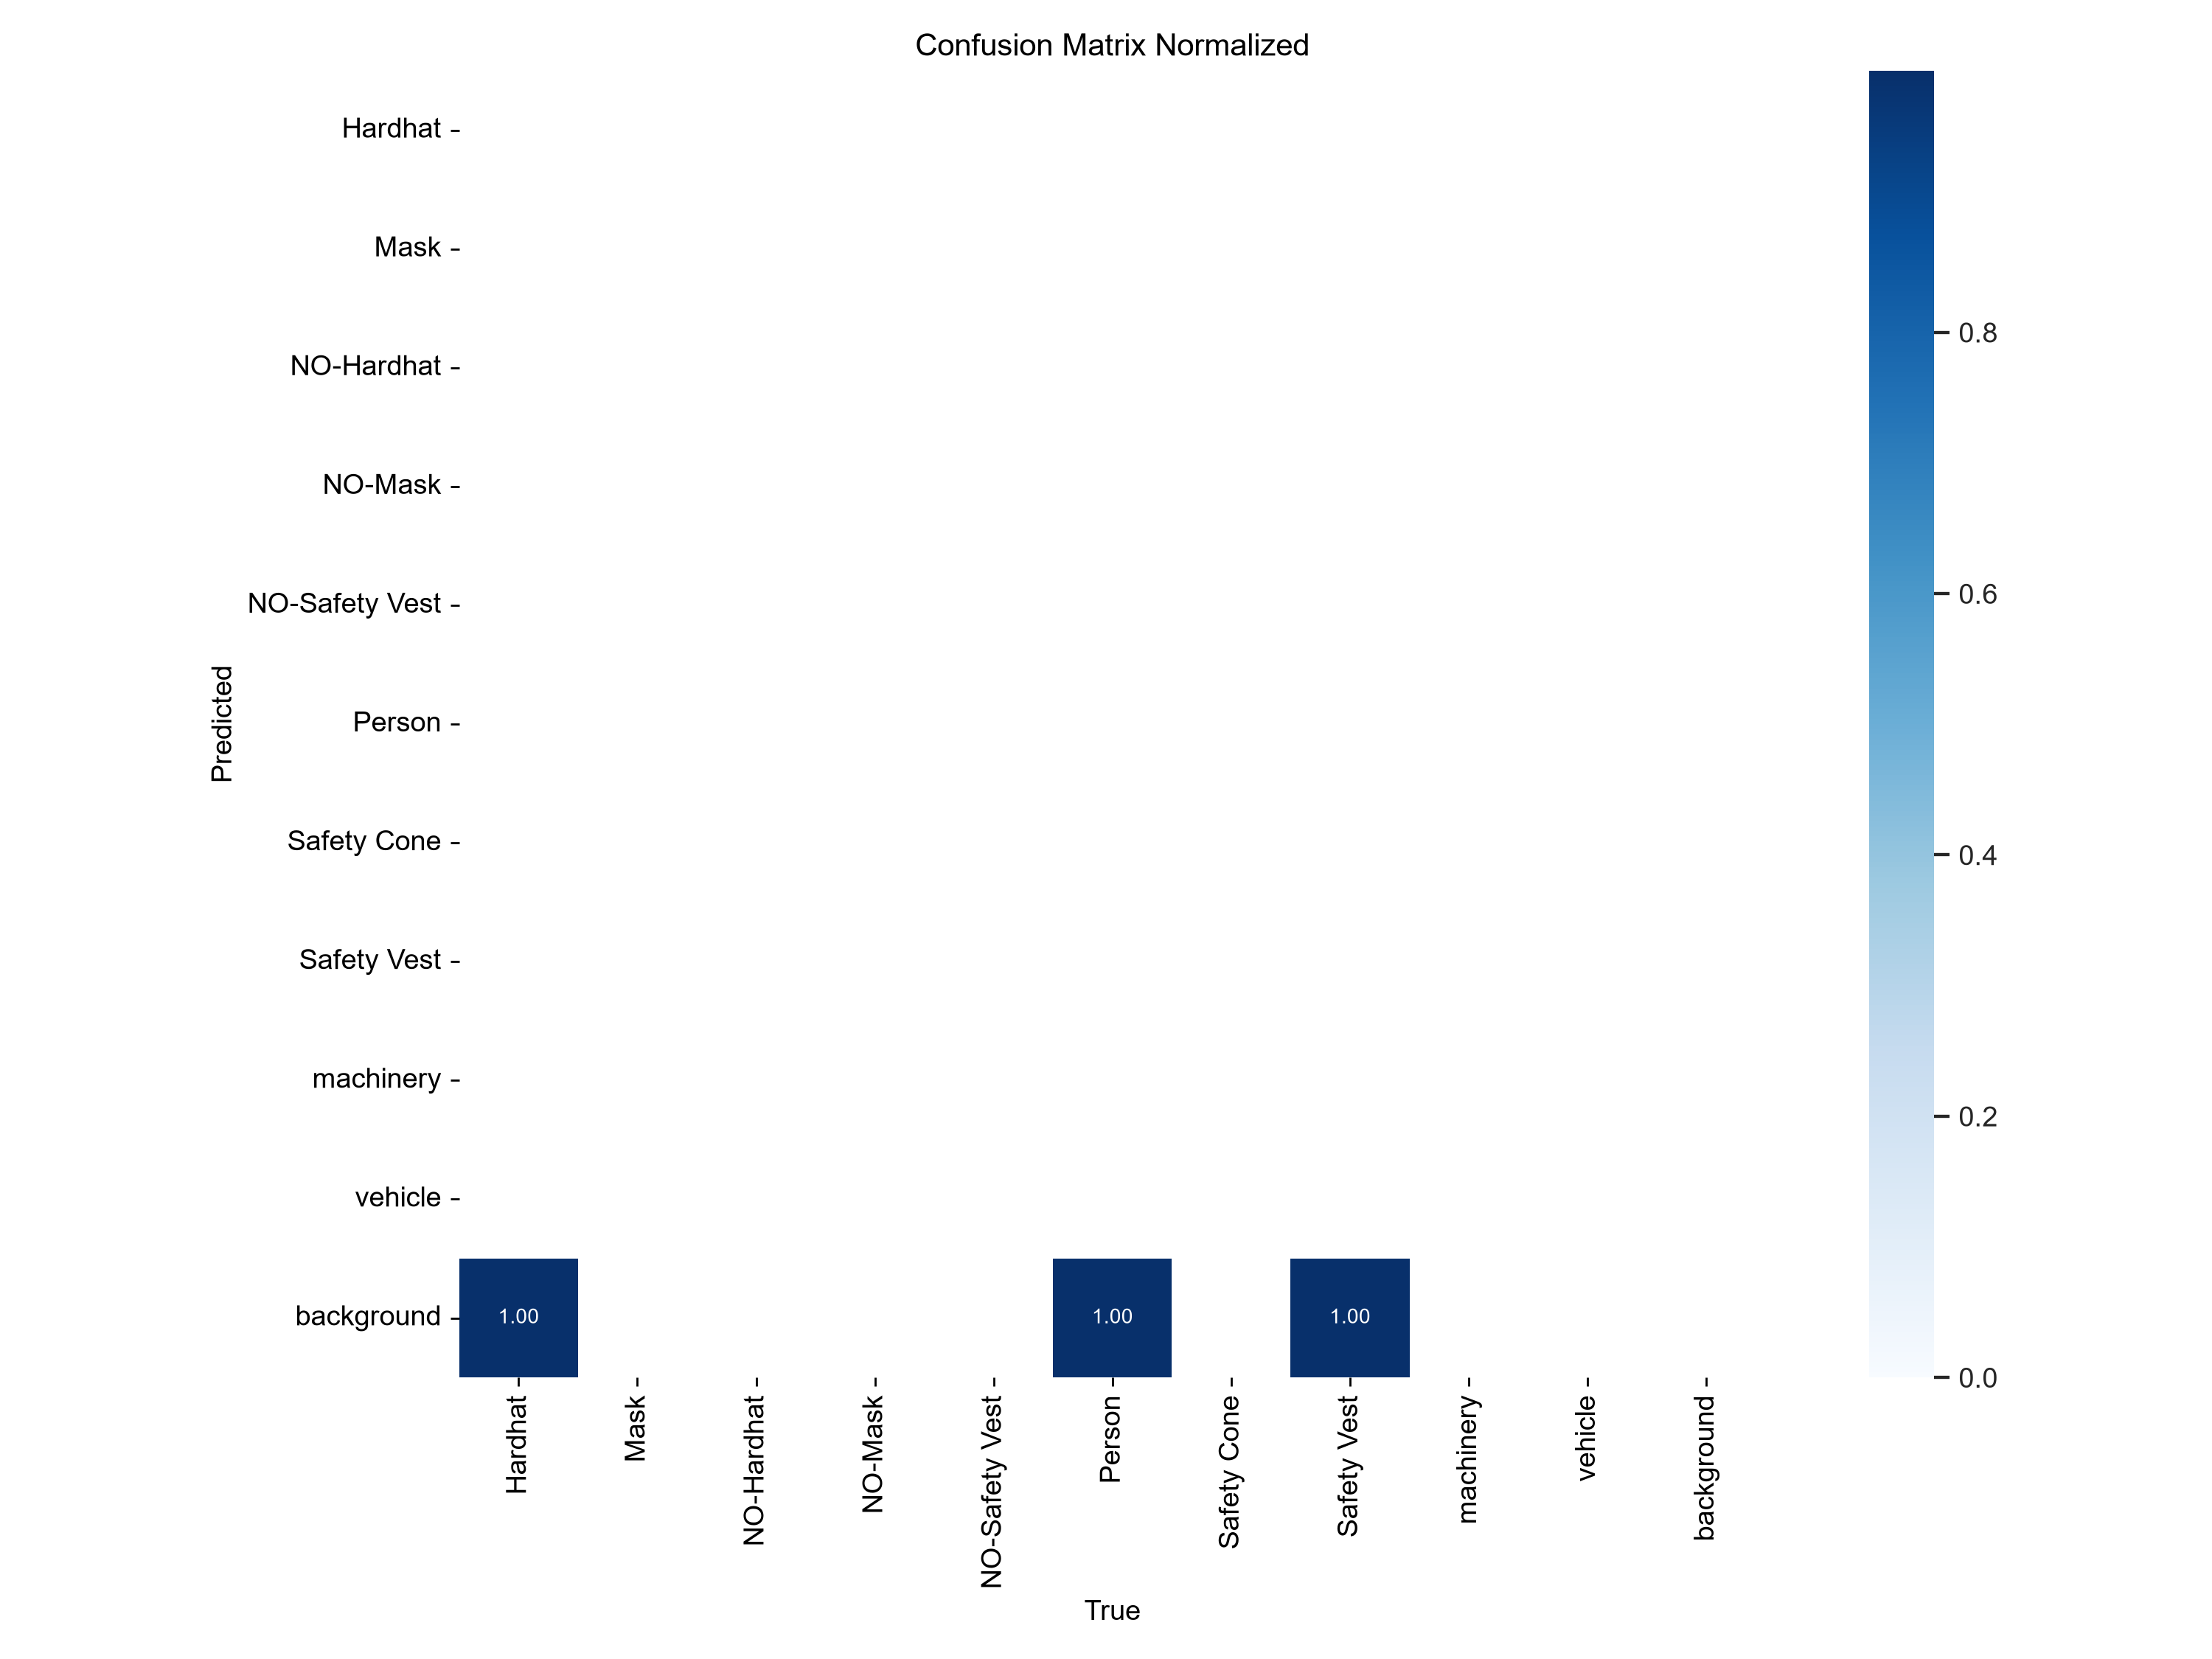 Confusion Matrix Normalized
Hardhat
Mask
NO-Hardhat
NO-Mask
NO-Safety Vest
Person
Safety Cone
Safety Vest
machinery
vehicle
background
Predicted
1.00 1.00 1.00
Hardhat
Mask
NO-Hardhat
NO-Mask
NO-Safety Vest
Person
Safety Cone
Safety Vest
machinery
vehicle
background
True
0.8
0.6
0.4
0.2
0.0